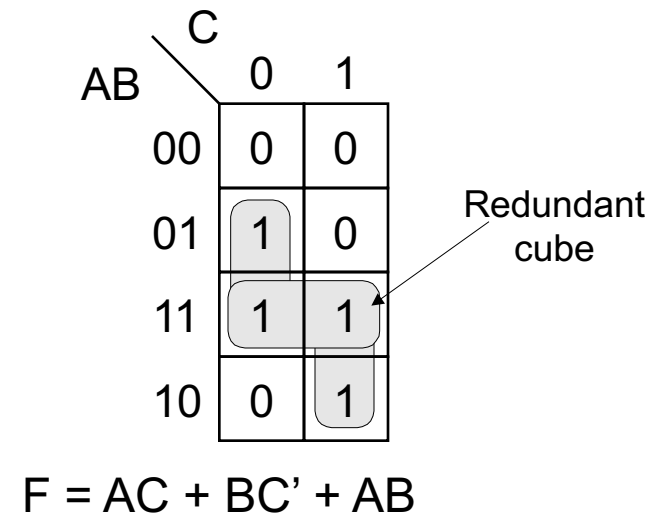 C
AB 0 1
00 0 0
01 1 0
11 1 1
10 0 1
Redundant
cube
F = AC + BC’ + AB